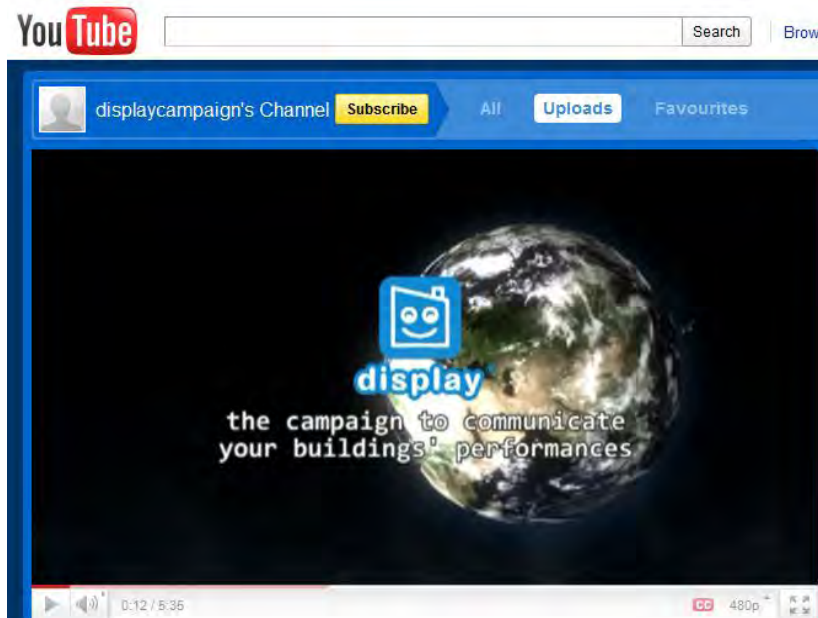 You Tube
Search
Brow
displaycampaign's Channel
Subscribe
All
Uploads
Favourites
display
the campaign to communicate
your buildings' performances
0:12 / 5:35
CC
480p